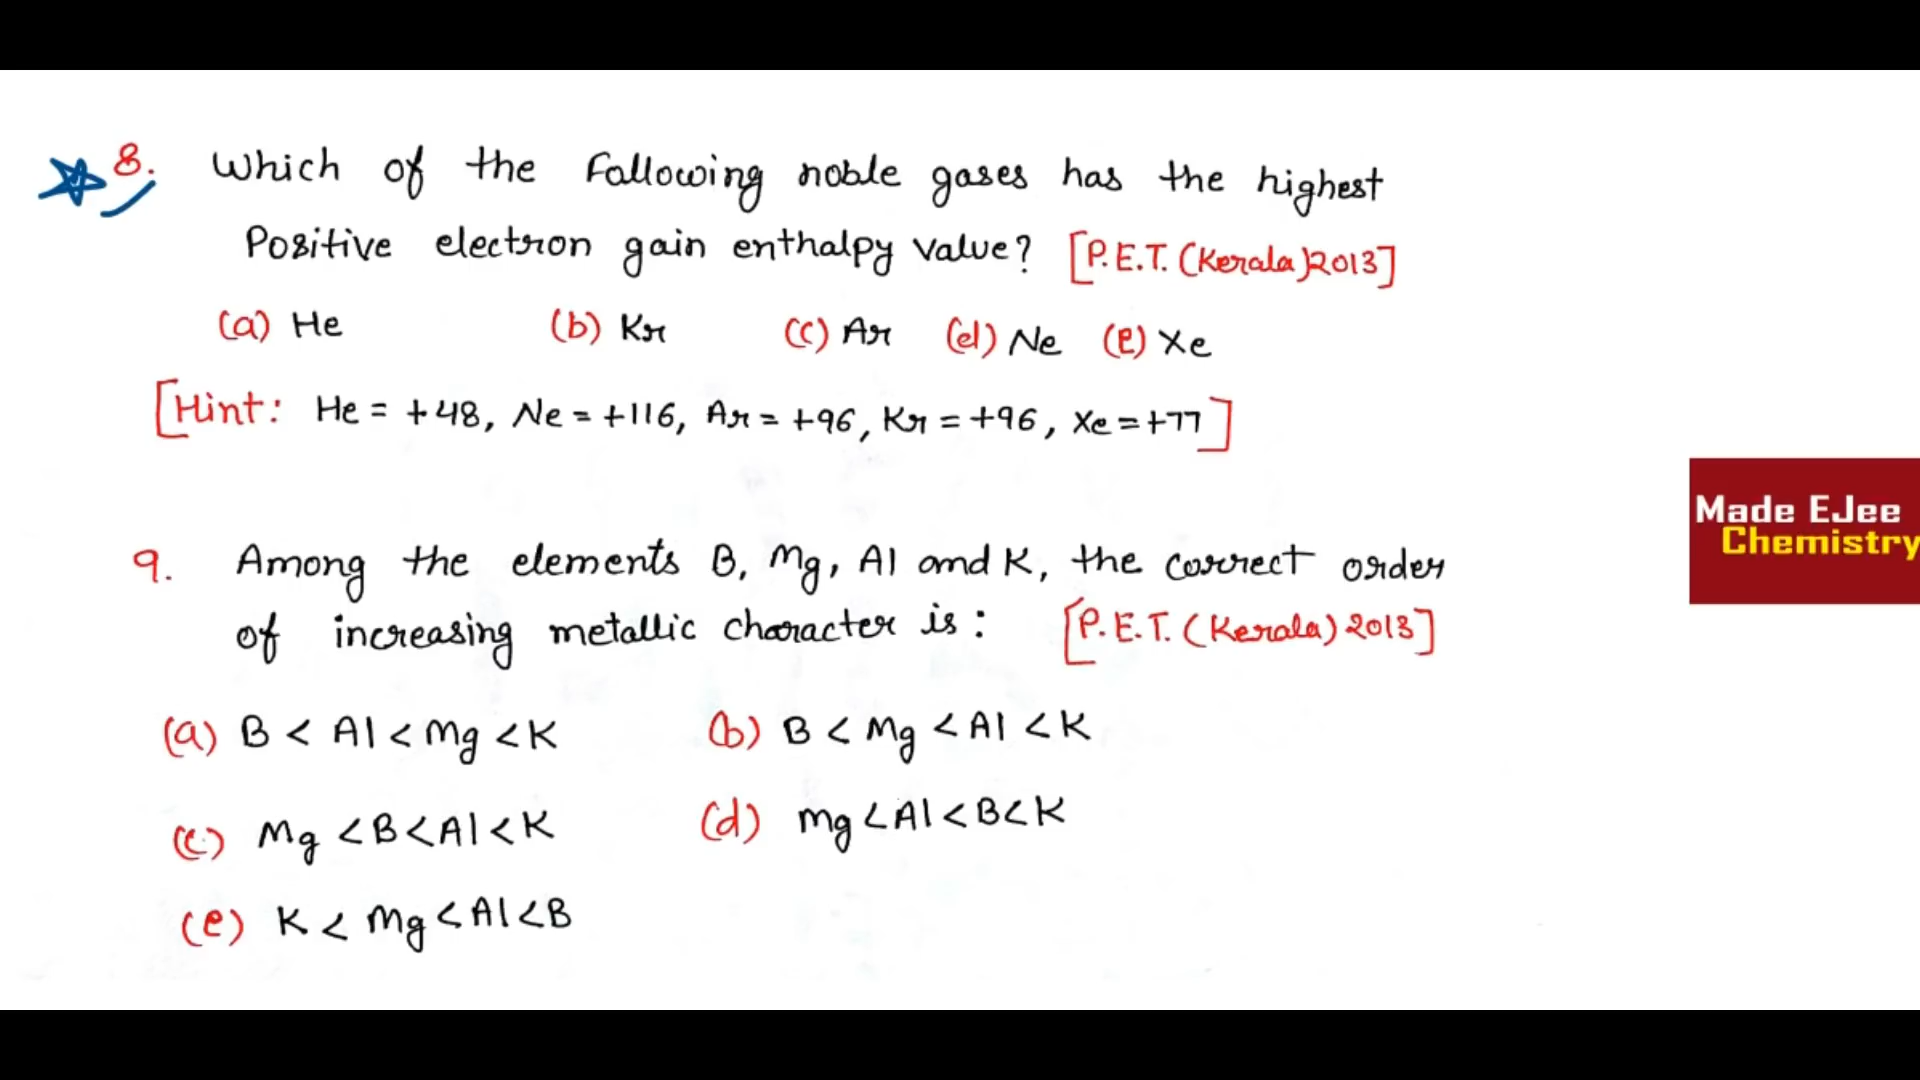 8. Which of the Following noble gases has the highest
Positive electron gain enthalpy value? [P.E.T. (Kerala) 2013]
(a) He (b) Kr (c) Ar (d) Ne (e) Xe
[Hint: He = +48, Ne = +116, Ar = +96, Kr = +96, Xe = +77]
Made EJee
Chemistry
9. Among the elements B, Mg, Al and K, the correct order
of increasing metallic character is: [P.E.T. (Kerala) 2013]
(a) B < Al < Mg < K (b) B < Mg < Al < K
(c) Mg < B < Al < K (d) Mg < Al < B < K
(e) K < Mg < Al < B